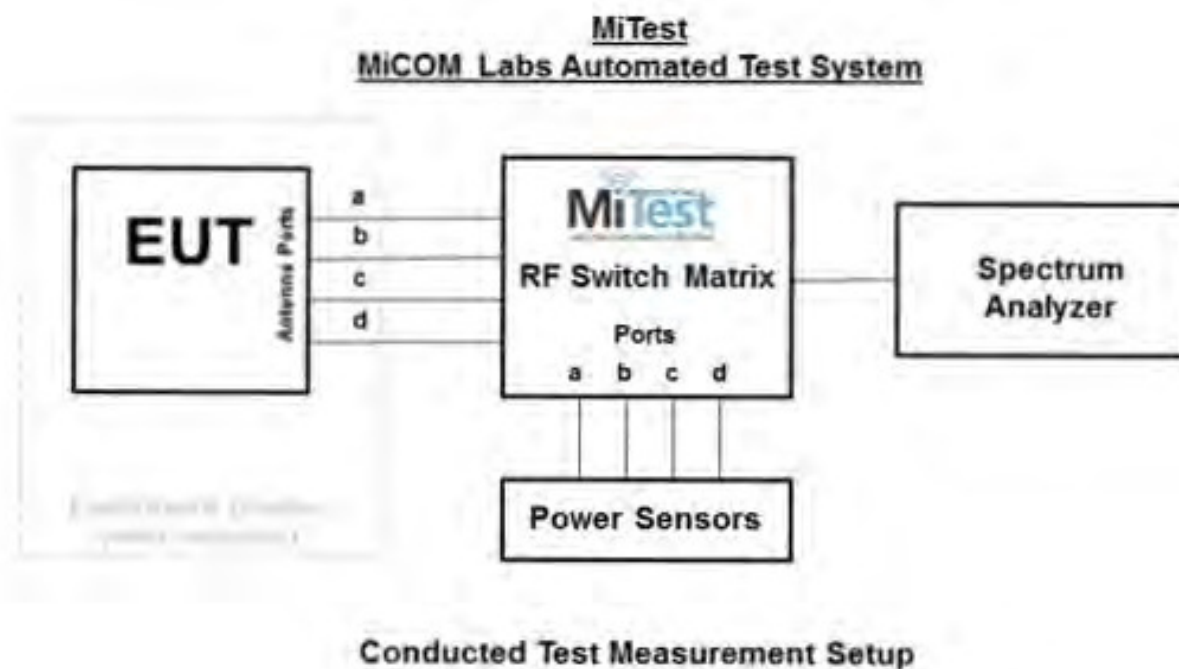 MiTest
MiCOM Labs Automated Test System
EUT
Antenna Ports
a
b
c
d
MiTest
RF Switch Matrix
Ports
a b c d
Spectrum
Analyzer
Power Sensors
Conducted Test Measurement Setup